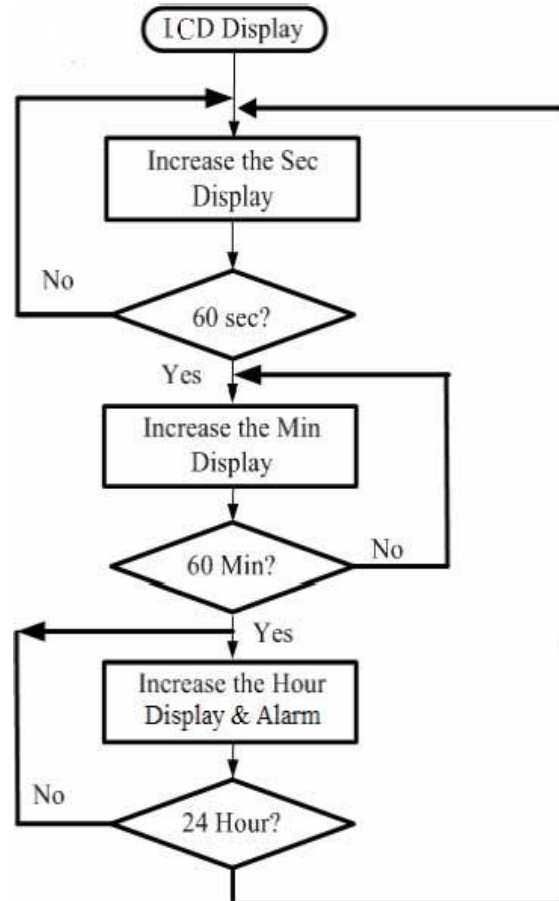 LCD Display
Increase the Sec
Display
No
60 sec?
Yes
Increase the Min
Display
60 Min?
No
Yes
Increase the Hour
Display & Alarm
No
24 Hour?